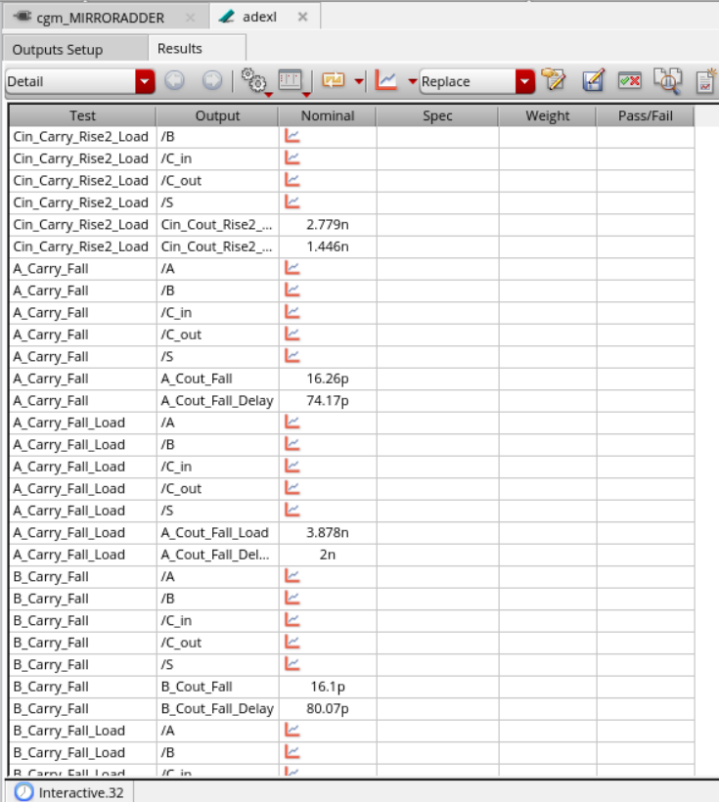 cgm_MIRRORADDER
adexl
Outputs Setup
Results
Detail
Replace
Test Output Nominal Spec Weight Pass/Fail
Cin_Carry_Rise2_Load /B
Cin_Carry_Rise2_Load /C_in
Cin_Carry_Rise2_Load /C_out
Cin_Carry_Rise2_Load /S
Cin_Carry_Rise2_Load Cin_Cout_Rise2_... 2.779n
Cin_Carry_Rise2_Load Cin_Cout_Rise2_... 1.446n
A_Carry_Fall /A
A_Carry_Fall /B
A_Carry_Fall /C_in
A_Carry_Fall /C_out
A_Carry_Fall /S
A_Carry_Fall A_Cout_Fall 16.26p
A_Carry_Fall A_Cout_Fall_Delay 74.17p
A_Carry_Fall_Load /A
A_Carry_Fall_Load /B
A_Carry_Fall_Load /C_in
A_Carry_Fall_Load /C_out
A_Carry_Fall_Load /S
A_Carry_Fall_Load A_Cout_Fall_Load 3.878n
A_Carry_Fall_Load A_Cout_Fall_Del... 2n
B_Carry_Fall /A
B_Carry_Fall /B
B_Carry_Fall /C_in
B_Carry_Fall /C_out
B_Carry_Fall /S
B_Carry_Fall B_Cout_Fall 16.1p
B_Carry_Fall B_Cout_Fall_Delay 80.07p
B_Carry_Fall_Load /A
B_Carry_Fall_Load /B
B_Carry_Fall_Load /C_in
Interactive.32